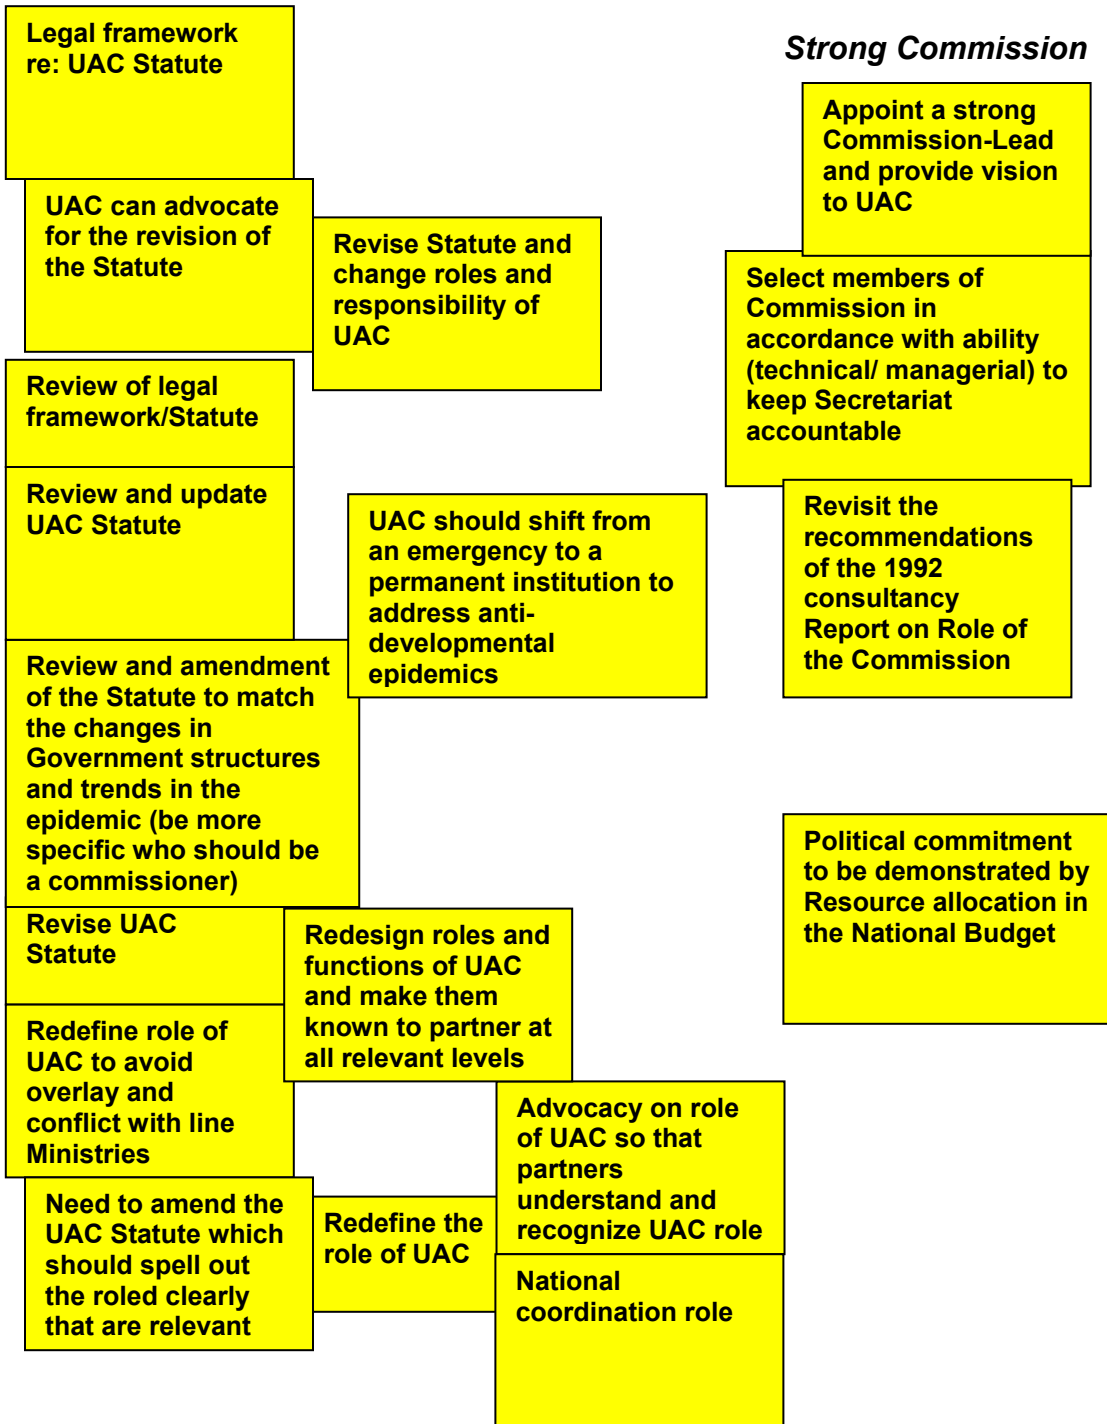 Legal framework
re: UAC Statute
UAC can advocate
for the revision of
the Statute
Revise Statute and
change roles and
responsibility of
UAC
Review of legal
framework/Statute
Review and update
UAC Statute
UAC should shift from
an emergency to a
permanent institution to
address anti-
developmental
epidemics
Review and amendment
of the Statute to match
the changes in
Government structures
and trends in the
epidemic (be more
specific who should be
a commissioner)
Revise UAC
Statute
Redesign roles and
functions of UAC
and make them
known to partner at
all relevant levels
Redefine role of
UAC to avoid
overlay and
conflict with line
Ministries
Advocacy on role
of UAC so that
partners
understand and
recognize UAC role
Need to amend the
UAC Statute which
should spell out
the roled clearly
that are relevant
Redefine the
role of UAC
National
coordination role
Strong Commission
Appoint a strong
Commission-Lead
and provide vision
to UAC
Select members of
Commission in
accordance with ability
(technical/ managerial) to
keep Secretariat
accountable
Revisit the
recommendations
of the 1992
consultancy
Report on Role of
the Commission
Political commitment
to be demonstrated by
Resource allocation in
the National Budget